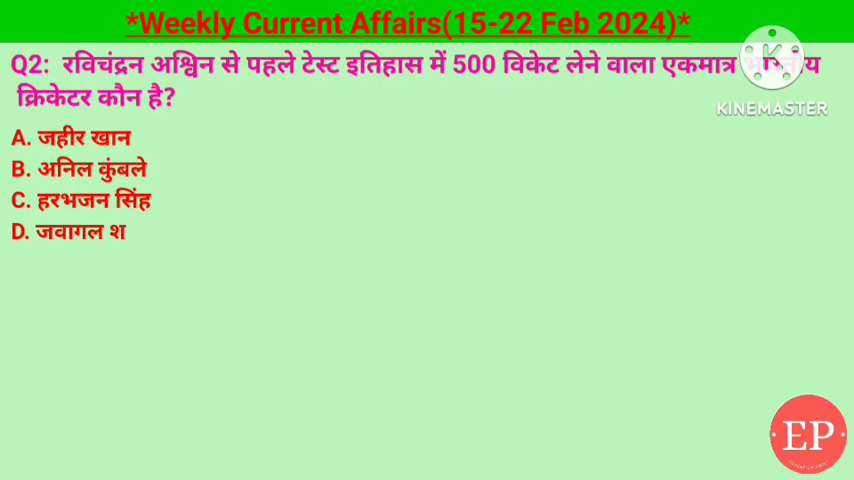 *Weekly Current Affairs(15-22 Feb 2024)*
Q2: रविचंद्रन अश्विन से पहले टेस्ट इतिहास में 500 विकेट लेने वाला एकमात्र भारतीय
क्रिकेटर कौन है?
KINEMASTER
A. जहीर खान
B. अनिल कुंबले
C. हरभजन सिंह
D. जवागल श
EP